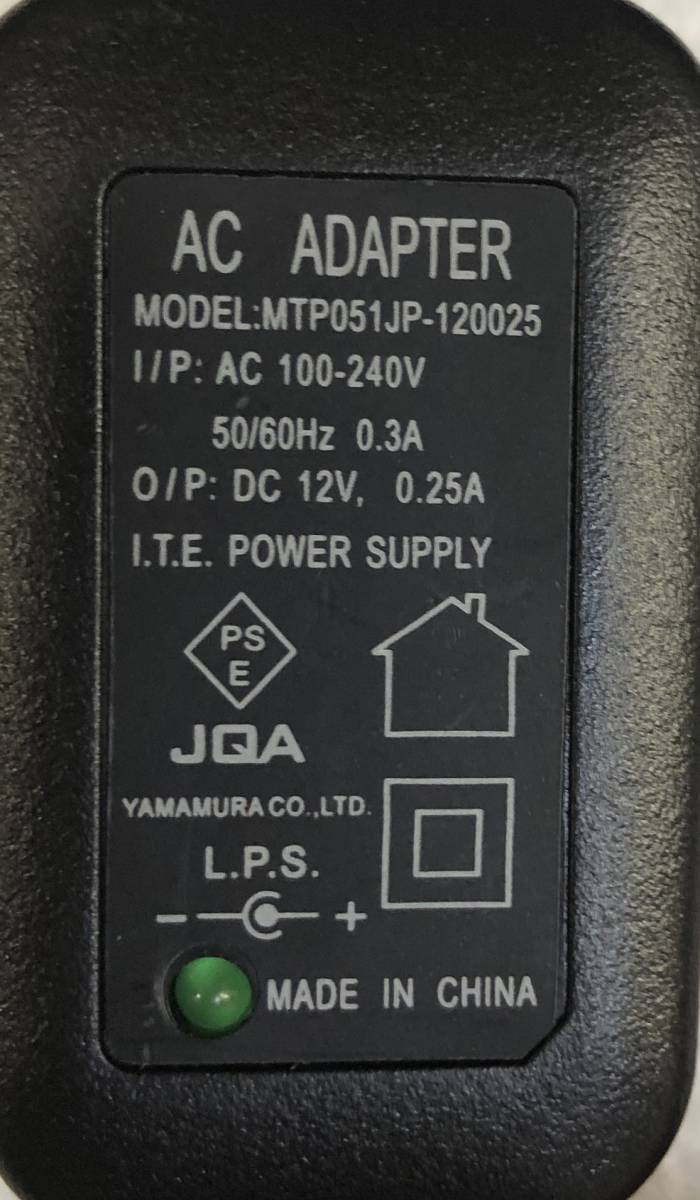 AC ADAPTER
MODEL:MTP051JP-120025
I/P: AC 100-240V
50/60Hz 0.3A
O/P: DC 12V, 0.25A
I.T.E. POWER SUPPLY
PS
E
JQA
YAMAMURA CO.,LTD.
L.P.S.
- +
MADE IN CHINA